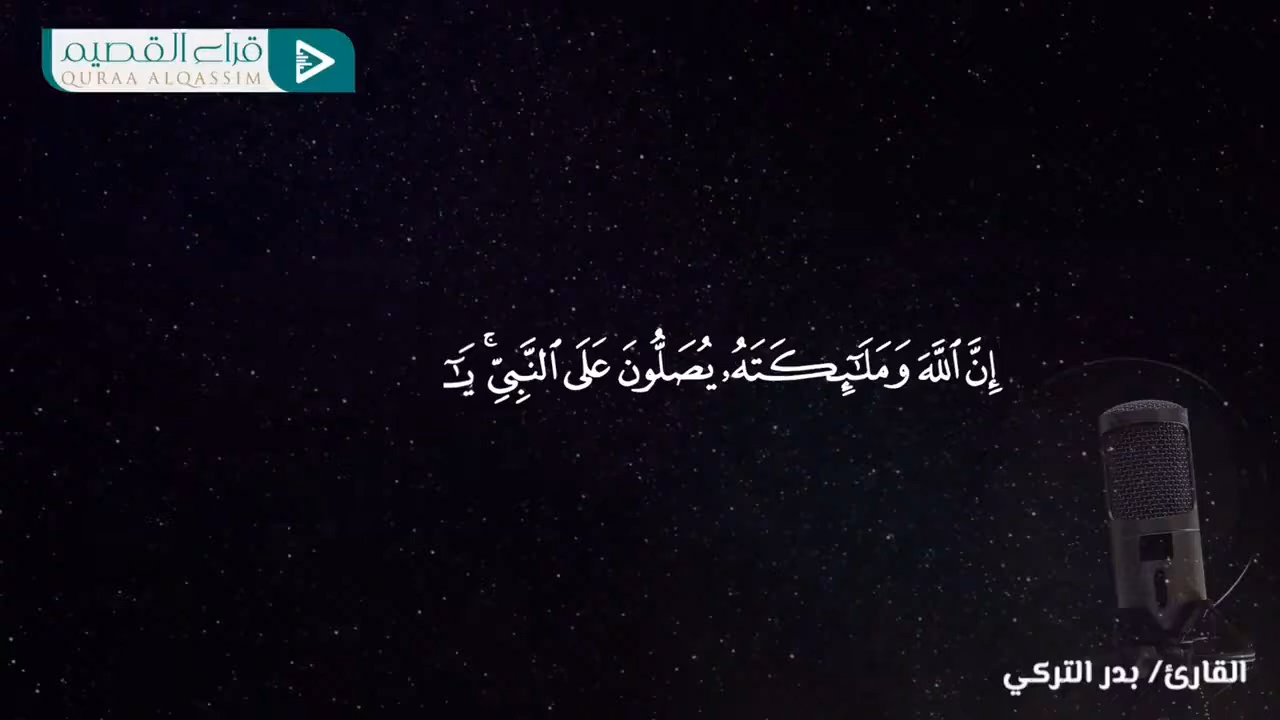 قراء القصيم
QURAA ALQASSIM
إِنَّ ٱللَّهَ وَمَلَـٰٓئِكَتَهُۥ يُصَلُّونَ عَلَى ٱلنَّبِىِّ ۚ يَـٰٓ
القارئ/ بدر التركي